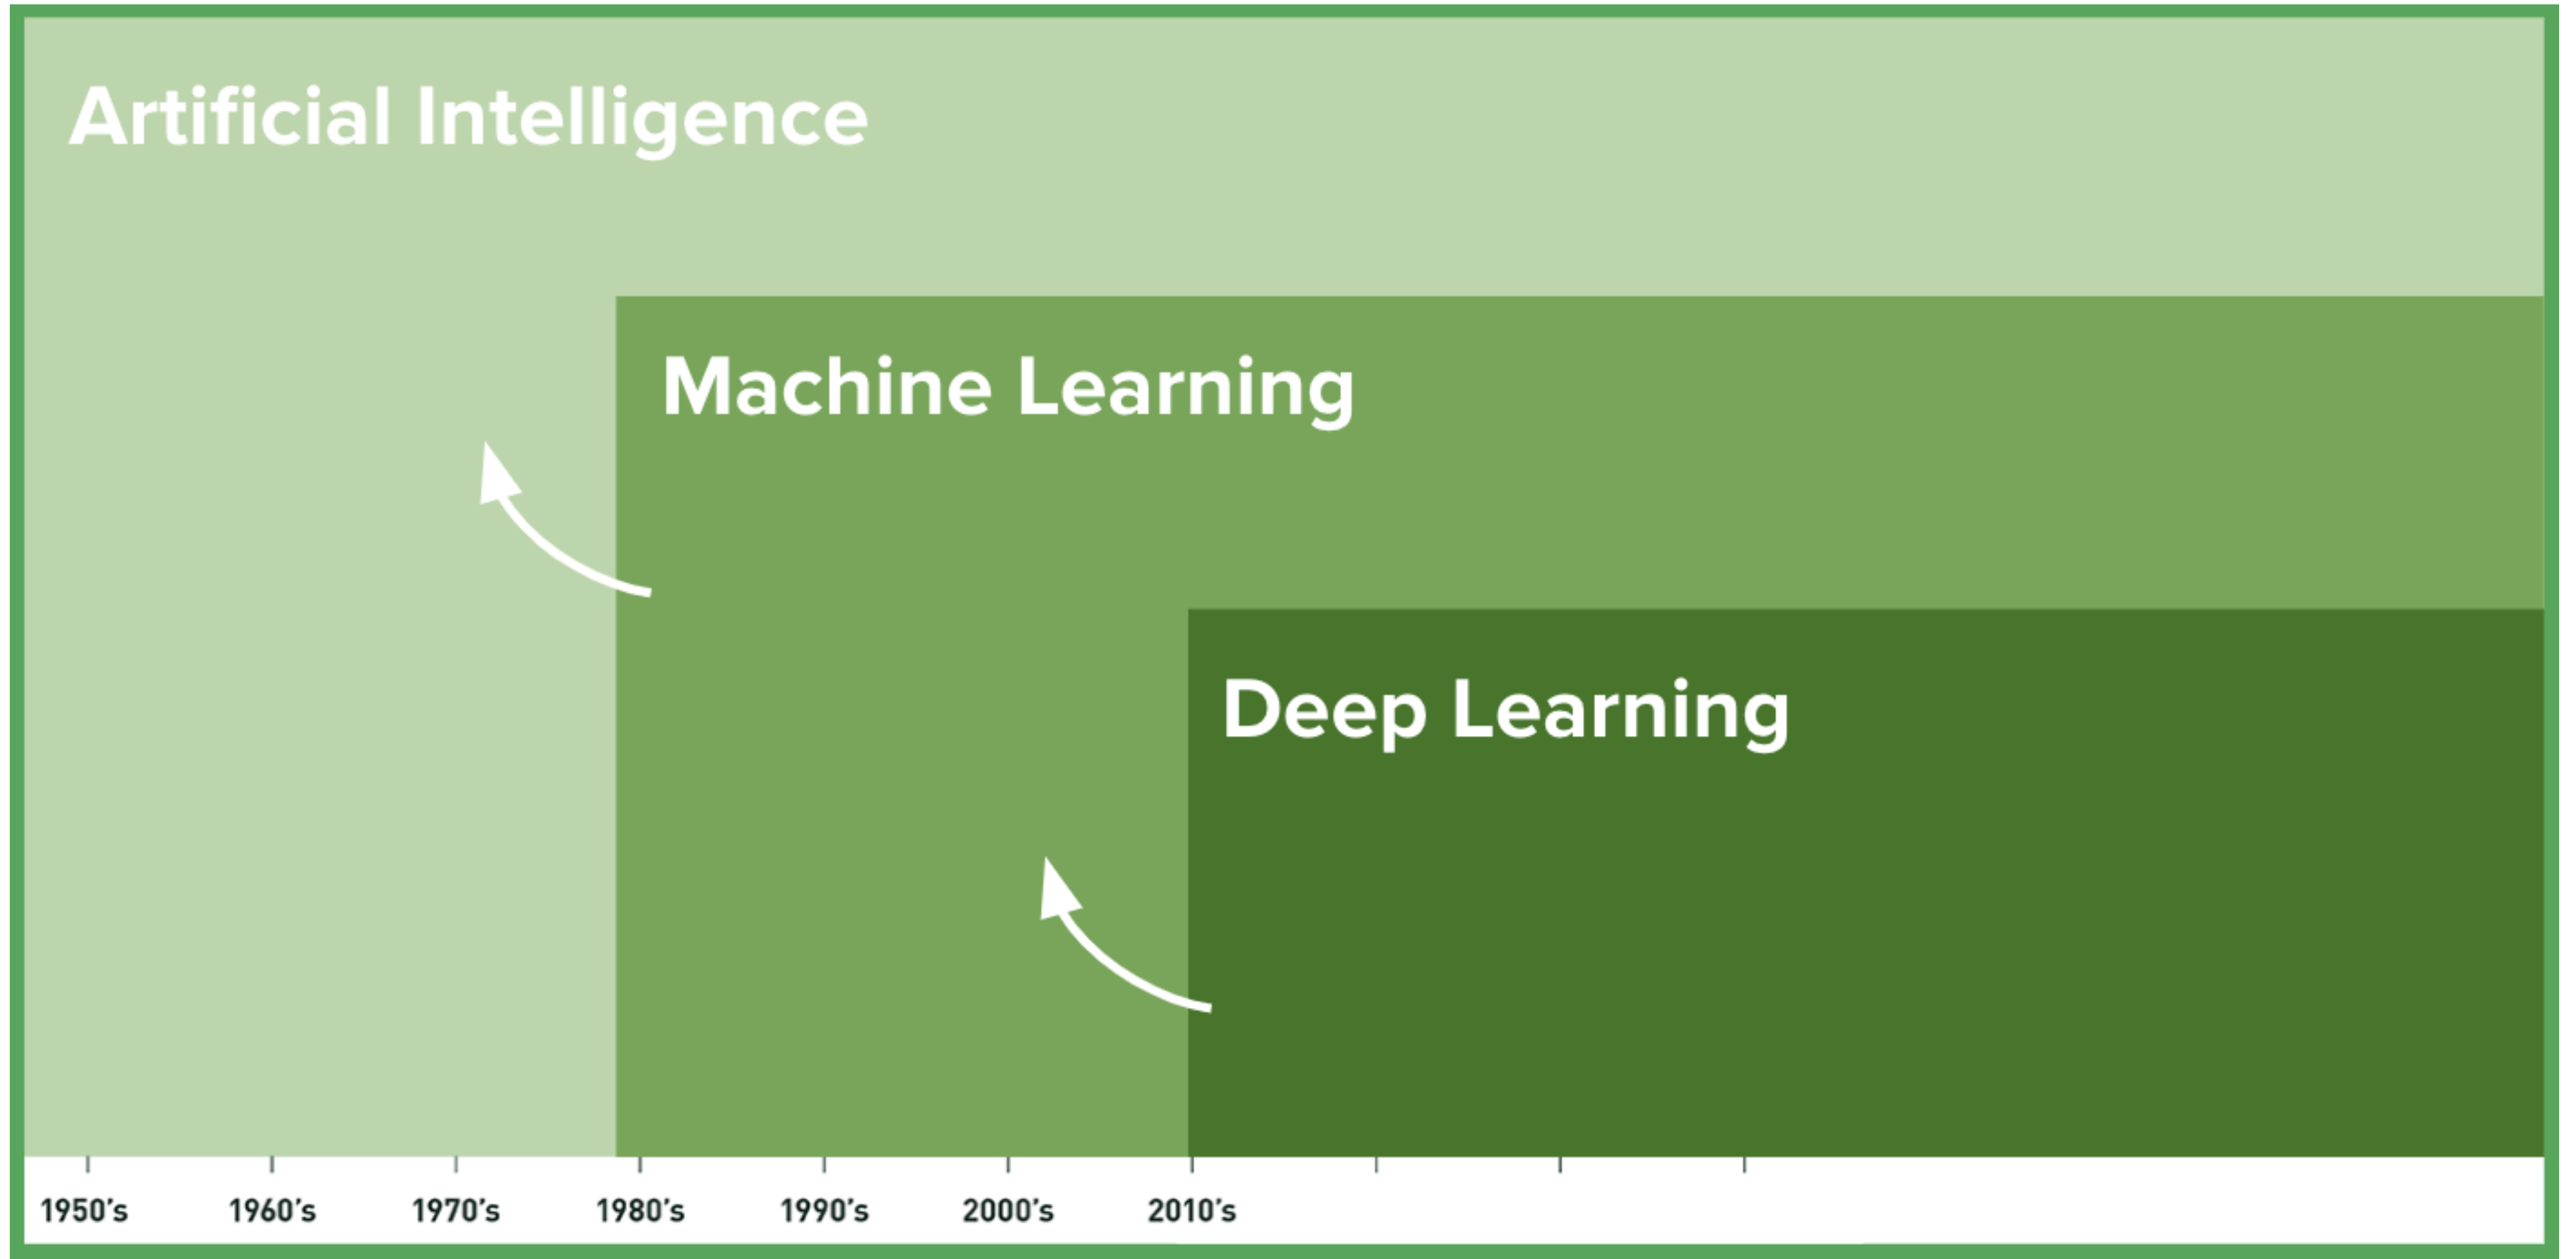 Artificial Intelligence
Machine Learning
Deep Learning
1950’s 1960’s 1970’s 1980’s 1990’s 2000’s 2010’s